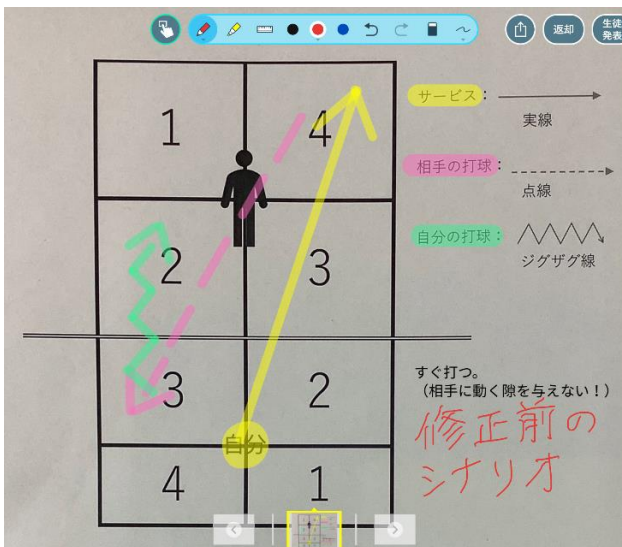 返却
生徒
発表
1
4
サービス：
実線
相手の打球：
点線
2
3
自分の打球：
ジグザグ線
3
2
すぐ打つ。
（相手に動く隙を与えない！）
修正前の
シナリオ
自分
4
1